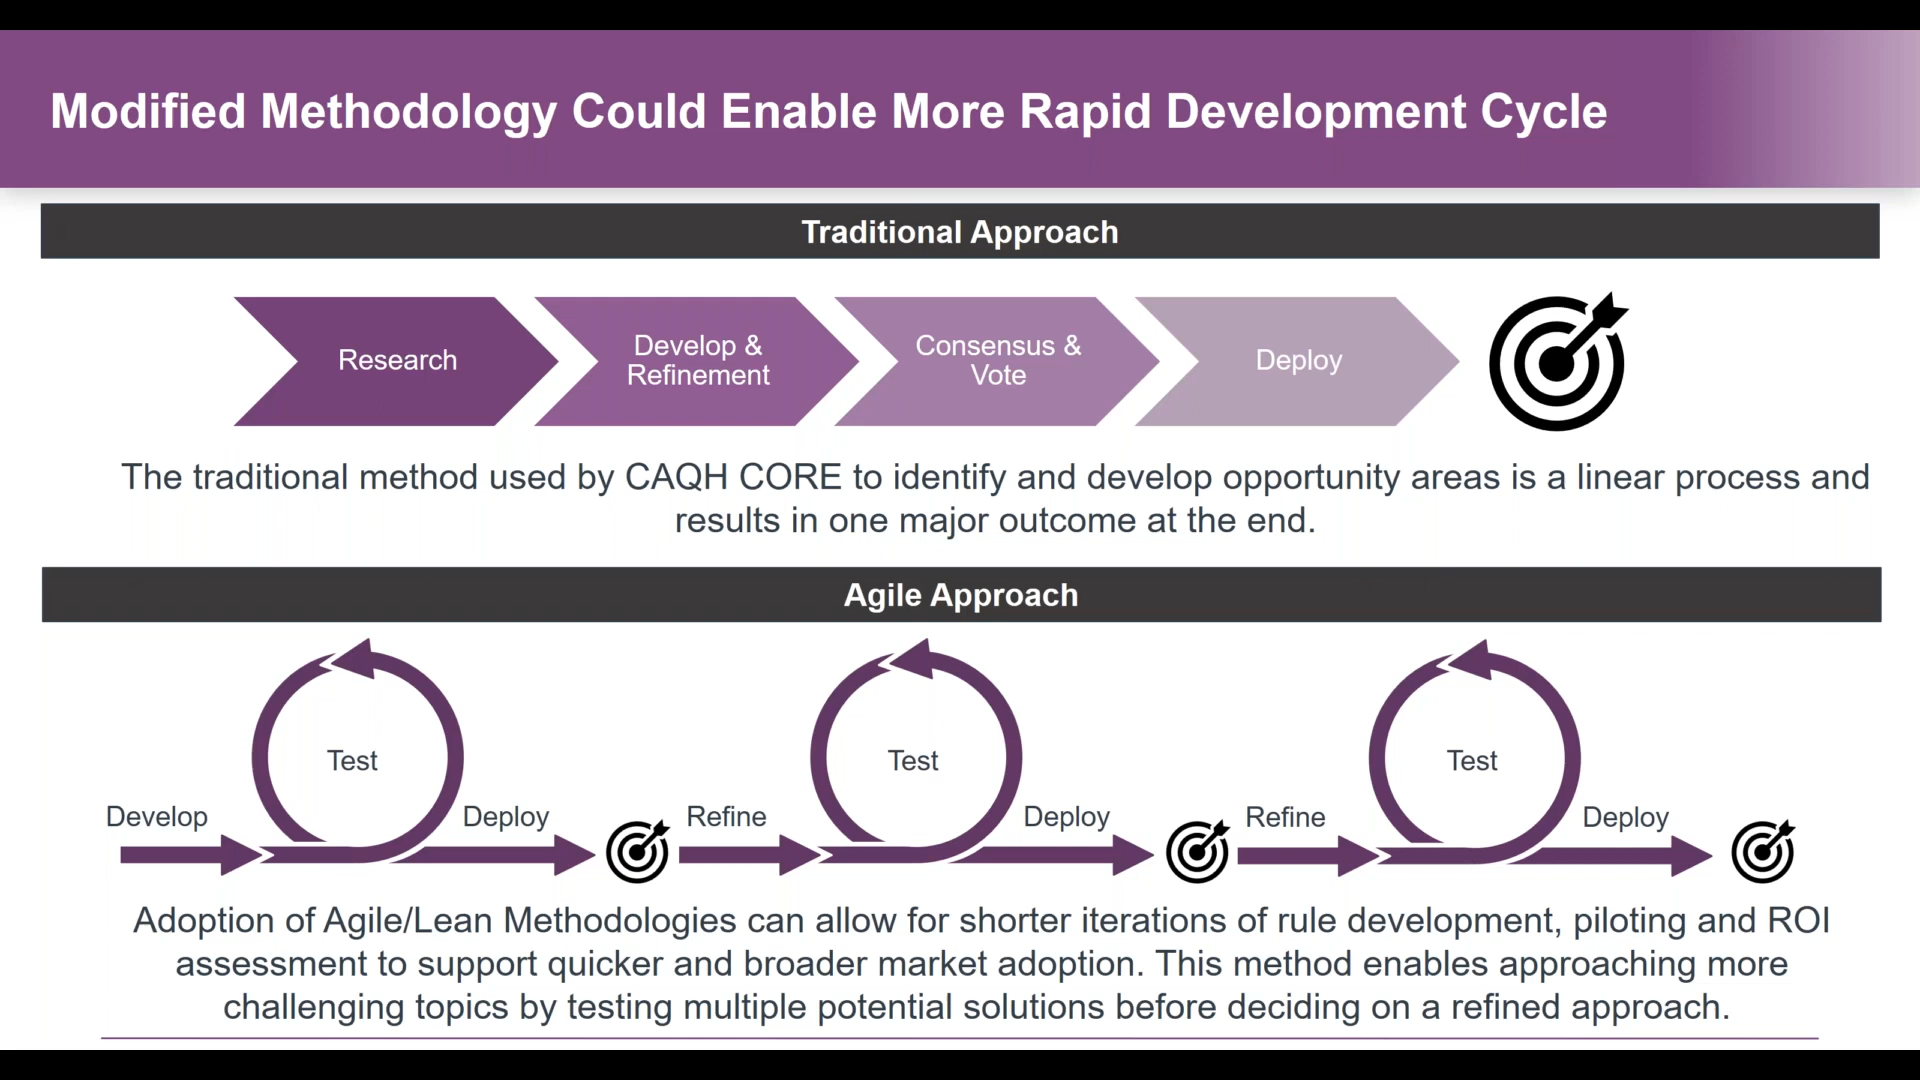 Modified Methodology Could Enable More Rapid Development Cycle
Traditional Approach
Research
Develop &
Refinement
Consensus &
Vote
Deploy
The traditional method used by CAQH CORE to identify and develop opportunity areas is a linear process and
results in one major outcome at the end.
Agile Approach
Develop
Test
Deploy
Refine
Test
Deploy
Refine
Test
Deploy
Adoption of Agile/Lean Methodologies can allow for shorter iterations of rule development, piloting and ROI
assessment to support quicker and broader market adoption. This method enables approaching more
challenging topics by testing multiple potential solutions before deciding on a refined approach.